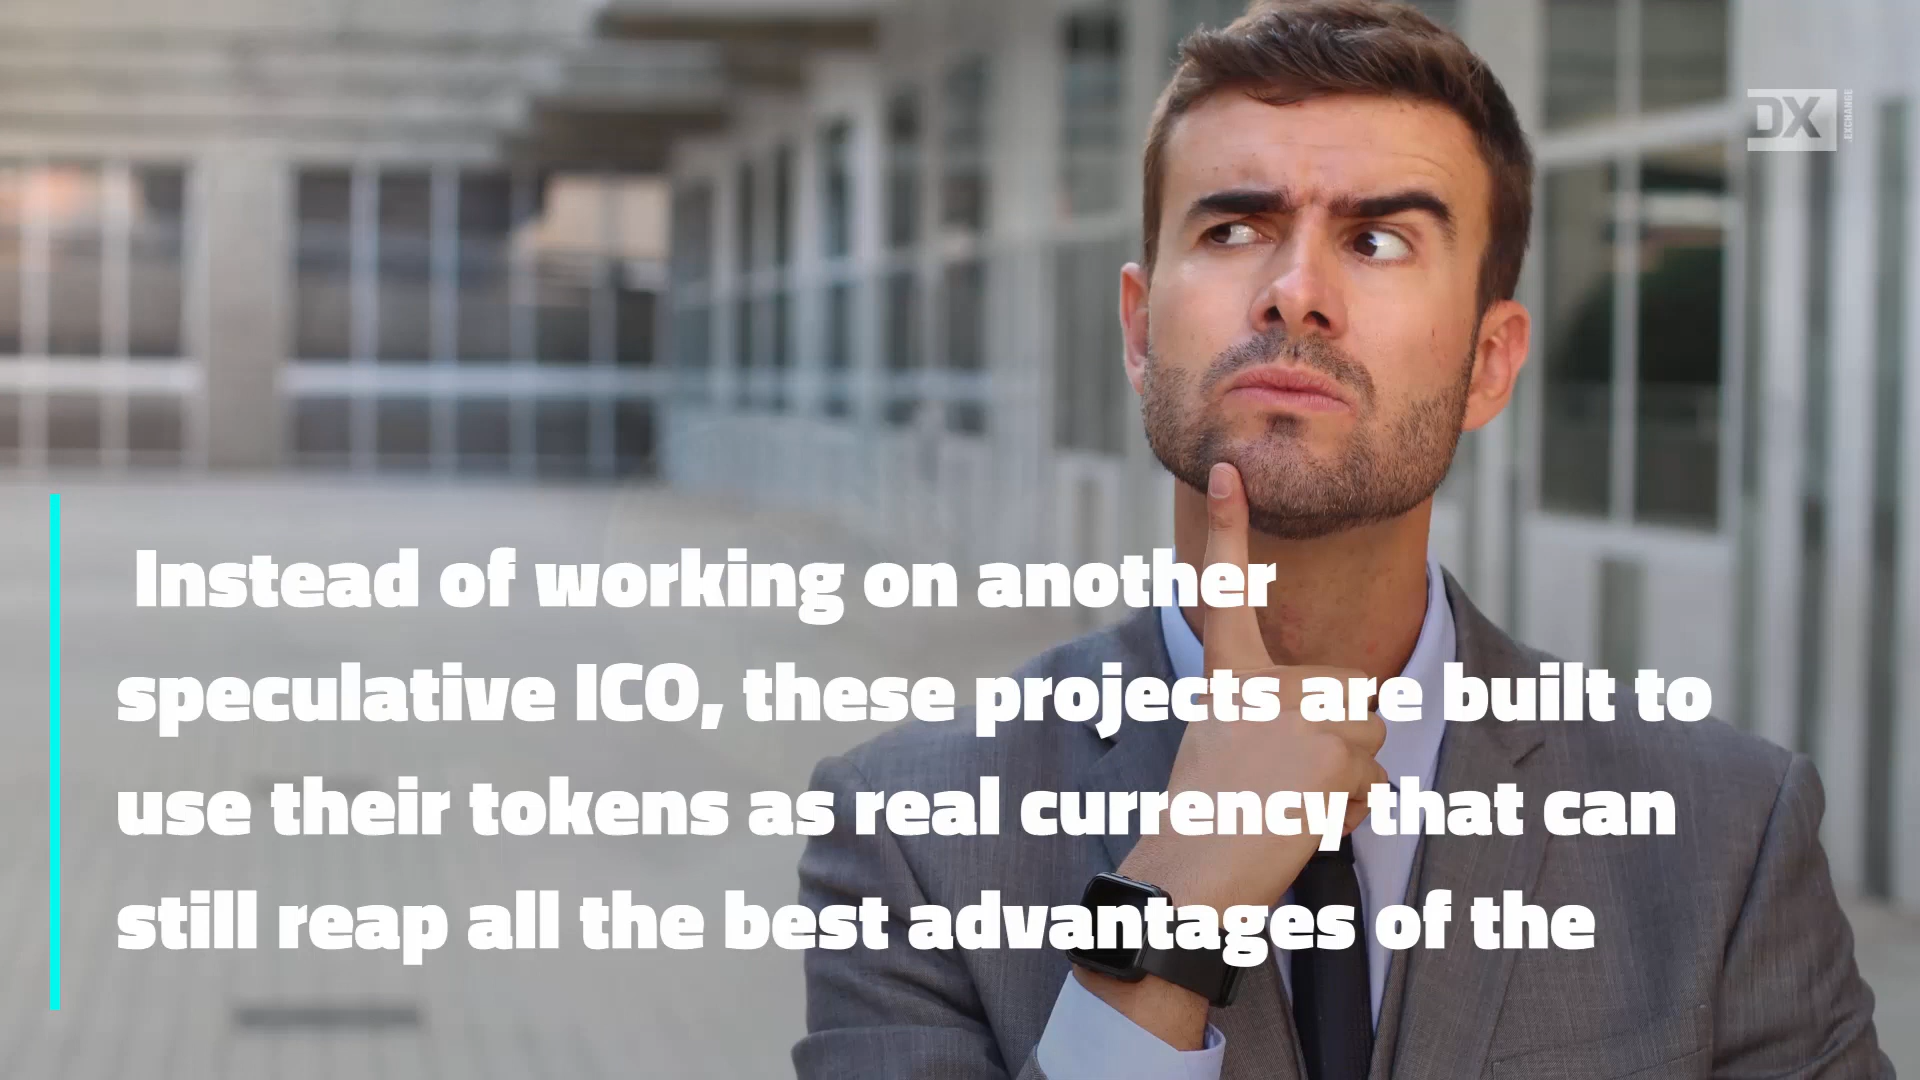 DX
.EXCHANGE
Instead of working on another
speculative ICO, these projects are built to
use their tokens as real currency that can
still reap all the best advantages of the